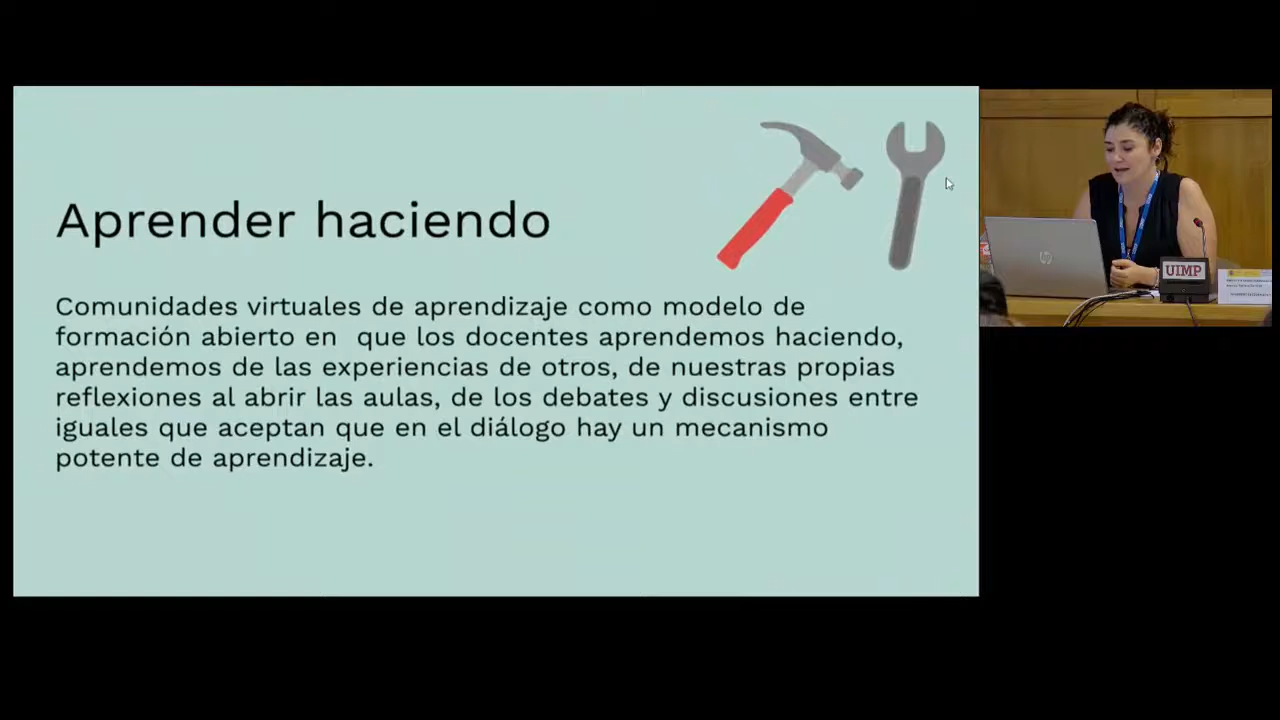 Aprender haciendo
Comunidades virtuales de aprendizaje como modelo de
formación abierto en  que los docentes aprendemos haciendo,
aprendemos de las experiencias de otros, de nuestras propias
reflexiones al abrir las aulas, de los debates y discusiones entre
iguales que aceptan que en el diálogo hay un mecanismo
potente de aprendizaje.
hp
UIMP